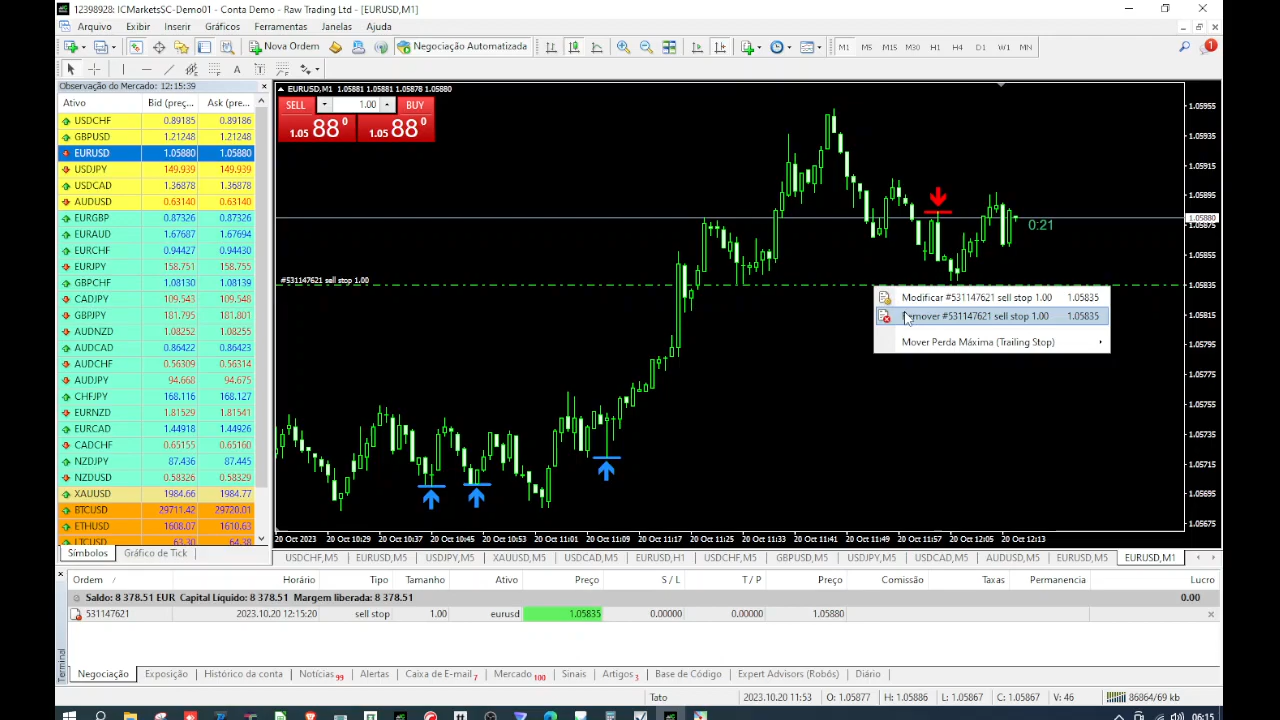 12398928: ICMarketsSC-Demo01 - Conta Demo - Raw Trading Ltd - [EURUSD,M1]
Arquivo Exibir Inserir Gráficos Ferramentas Janelas Ajuda
Nova Ordem Negociação Automatizada M1 M5 M15 M30 H1 H4 D1 W1 MN 1
A T
Observação do Mercado: 12:15:39
Ativo Bid (preç... Ask (pre...
USDCHF 0.89185 0.89186
GBPUSD 1.21248 1.21248
EURUSD 1.05880 1.05880
USDJPY 149.939 149.939
USDCAD 1.36878 1.36878
AUDUSD 0.63140 0.63140
EURGBP 0.87326 0.87326
EURAUD 1.67687 1.67694
EURCHF 0.94427 0.94430
EURJPY 158.751 158.755
GBPCHF 1.08130 1.08139
CADJPY 109.543 109.548
GBPJPY 181.795 181.801
AUDNZD 1.08252 1.08255
AUDCAD 0.86422 0.86423
AUDCHF 0.56309 0.56314
AUDJPY 94.668 94.675
CHFJPY 168.116 168.127
EURNZD 1.81529 1.81541
EURCAD 1.44918 1.44926
CADCHF 0.65155 0.65160
NZDJPY 87.436 87.445
NZDUSD 0.58326 0.58329
XAUUSD 1984.66 1984.77
BTCUSD 29711.42 29720.01
ETHUSD 1608.07 1610.63
LTCUSD 63.30 64.38
Símbolos Gráfico de Tick
EURUSD,M1 1.05881 1.05881 1.05878 1.05880
SELL 1.00 BUY
1.05 88 0 1.05 88 0
0:21
#531147621 sell stop 1.00
Modificar #531147621 sell stop 1.00 1.05835
Remover #531147621 sell stop 1.00 1.05835
Mover Perda Máxima (Trailing Stop)
1.05955
1.05935
1.05915
1.05895
1.05880
1.05875
1.05855
1.05835
1.05815
1.05795
1.05775
1.05755
1.05735
1.05715
1.05695
1.05675
20 Oct 2023 20 Oct 10:29 20 Oct 10:37 20 Oct 10:45 20 Oct 10:53 20 Oct 11:01 20 Oct 11:09 20 Oct 11:17 20 Oct 11:25 20 Oct 11:33 20 Oct 11:41 20 Oct 11:49 20 Oct 11:57 20 Oct 12:05 20 Oct 12:13
USDCHF,M5 EURUSD,M5 USDJPY,M5 XAUUSD,M5 USDCAD,M5 EURUSD,H1 USDCHF,M5 GBPUSD,M5 USDJPY,M5 USDCAD,M5 AUDUSD,M5 EURUSD,M5 EURUSD,M1
Ordem Horário Tipo Tamanho Ativo Preço S / L T / P Preço Comissão Taxas Permanencia Lucro
Saldo: 8 378.51 EUR Capital Líquido: 8 378.51 Margem liberada: 8 378.51 0.00
531147621 2023.10.20 12:15:20 sell stop 1.00 eurusd 1.05835 0.00000 0.00000 1.05880
Terminal
Negociação Exposição Histórico da conta Notícias 99 Alertas Caixa de E-mail 7 Mercado 100 Sinais Artigos 3 Base de Código Expert Advisors (Robôs) Diário
Tato 2023.10.20 11:53 O: 1.05877 H: 1.05886 L: 1.05867 C: 1.05867 V: 46 86864/69 kb
06:15